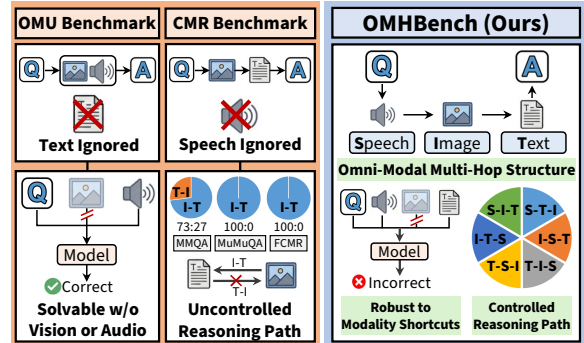 OMU Benchmark
Q
A
Text Ignored
Q
Model
Correct
Solvable w/o
Vision or Audio
CMR Benchmark
Q
T
A
Speech Ignored
T-I
I-T
I-T
I-T
73:27
100:0
100:0
MMQA
MuMuQA
FCMR
I-T
T-I
Uncontrolled
Reasoning Path
OMHBench (Ours)
Q
A
Speech
Image
Text
Omni-Modal Multi-Hop Structure
Q
Model
Incorrect
Robust to
Modality Shortcuts
S-I-T
S-T-I
I-T-S
I-S-T
T-S-I
T-I-S
Controlled
Reasoning Path